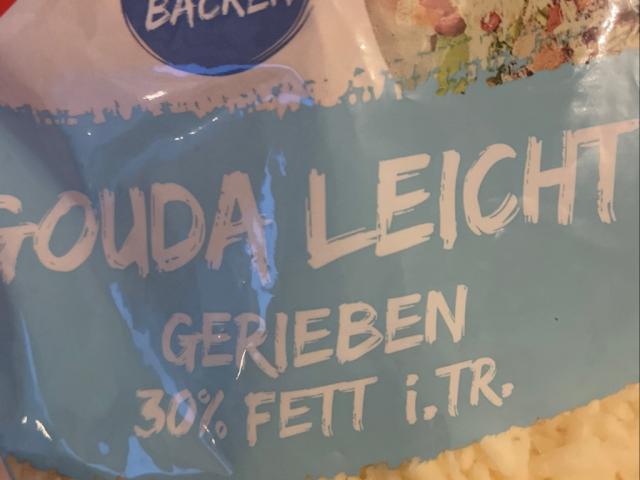 BACKEN
GOUDA LEICHT
GERIEBEN
30% FETT i.TR.